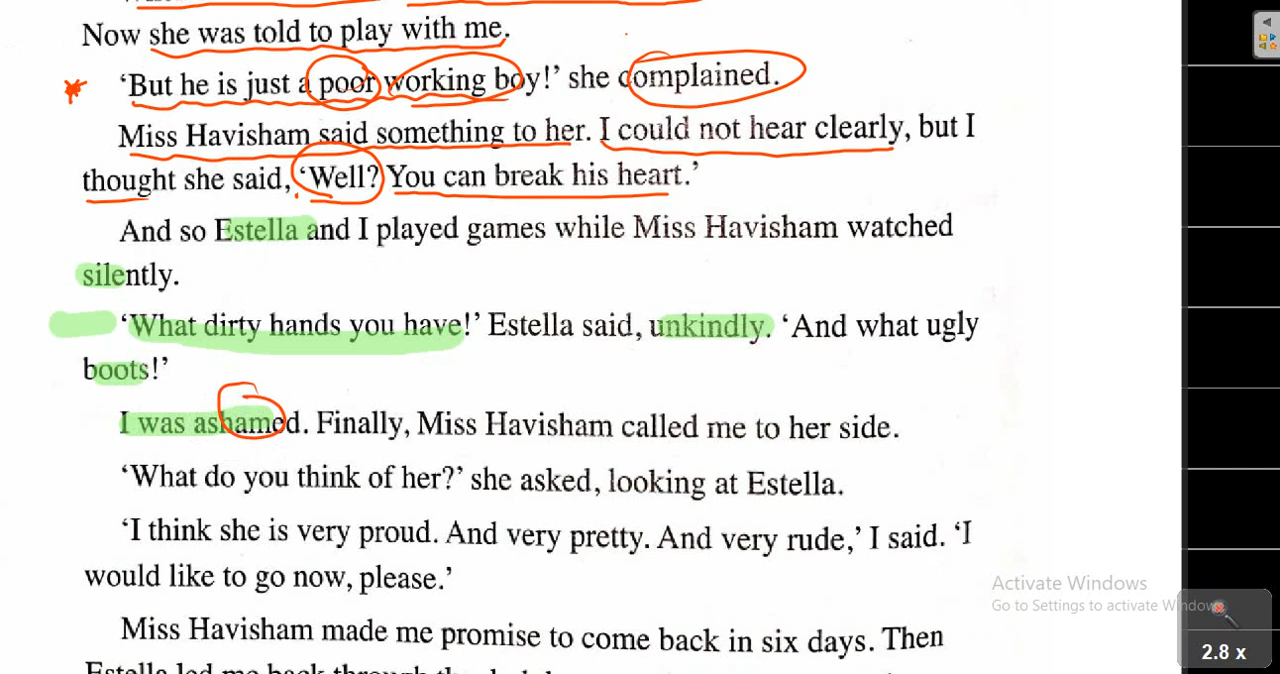 Now she was told to play with me.
‘But he is just a poor working boy!’ she complained.
Miss Havisham said something to her. I could not hear clearly, but I
thought she said, ‘Well? You can break his heart.’
And so Estella and I played games while Miss Havisham watched
silently.
‘What dirty hands you have!’ Estella said, unkindly. ‘And what ugly
boots!’
I was ashamed. Finally, Miss Havisham called me to her side.
‘What do you think of her?’ she asked, looking at Estella.
‘I think she is very proud. And very pretty. And very rude,’ I said. ‘I
would like to go now, please.’
Miss Havisham made me promise to come back in six days. Then
Estella led me back through the
Activate Windows
Go to Settings to activate Windows.
2.8 x